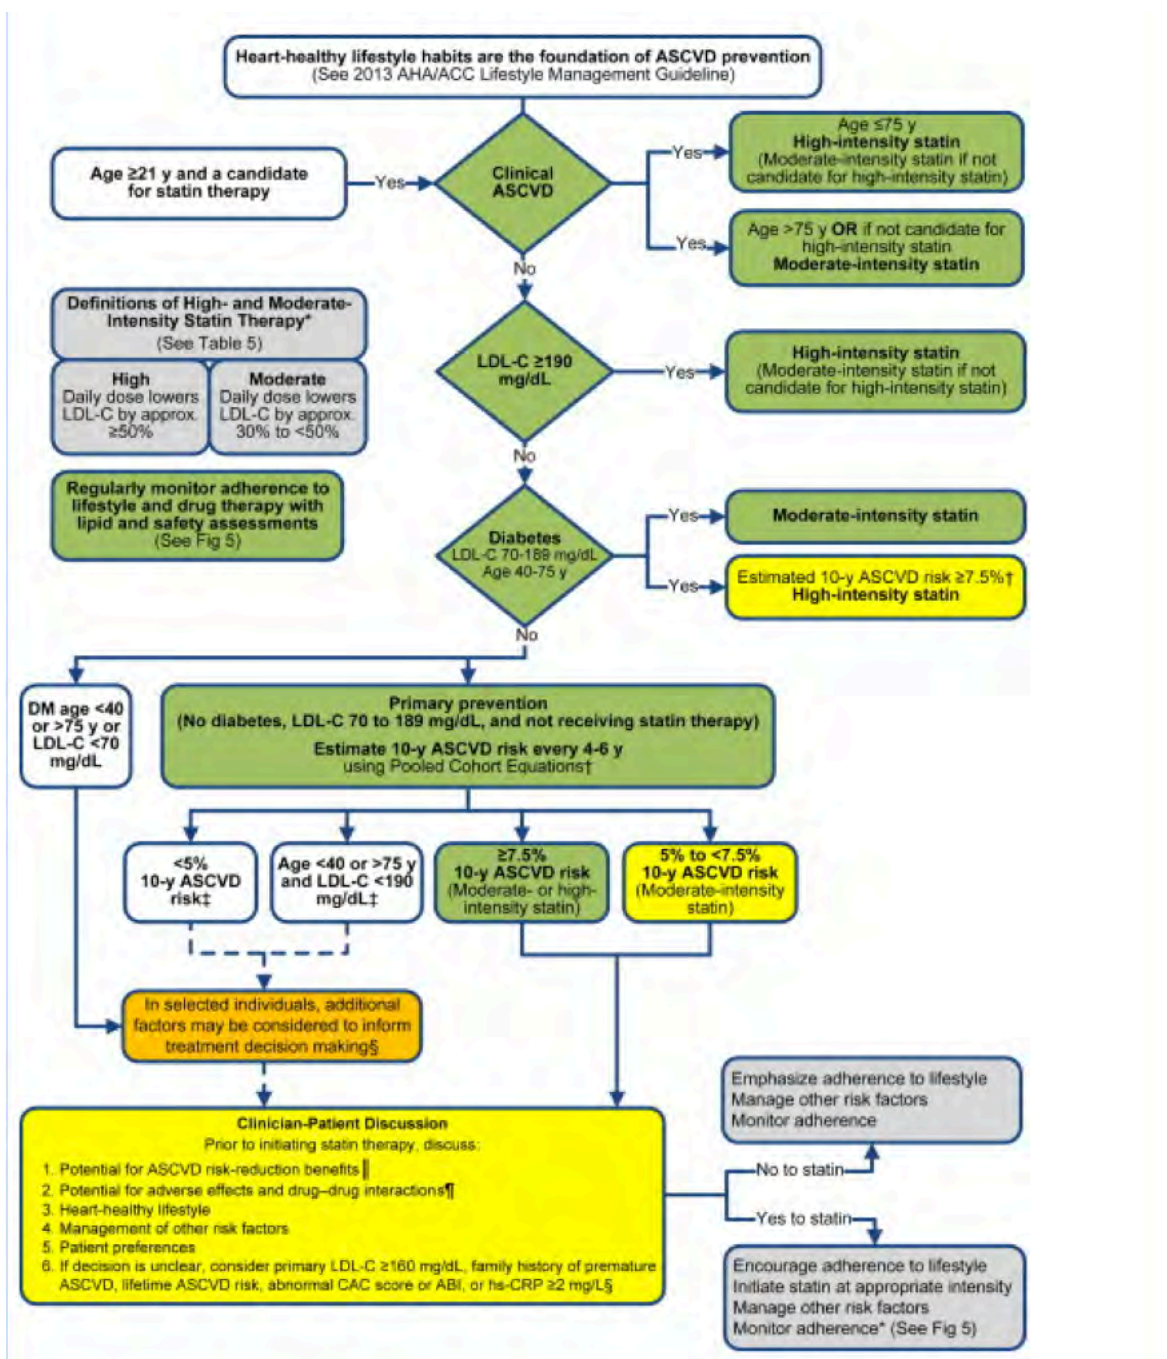 Heart-healthy lifestyle habits are the foundation of ASCVD prevention
(See 2013 AHA/ACC Lifestyle Management Guideline)
Age ≥21 y and a candidate
for statin therapy
Yes
Clinical
ASCVD
Yes
Age ≤75 y
High-intensity statin
(Moderate-intensity statin if not
candidate for high-intensity statin)
Yes
Age >75 y OR if not candidate for
high-intensity statin
Moderate-intensity statin
No
Definitions of High- and Moderate-
Intensity Statin Therapy*
(See Table 5)
High
Daily dose lowers
LDL-C by approx.
≥50%
Moderate
Daily dose lowers
LDL-C by approx.
30% to <50%
LDL-C ≥190
mg/dL
Yes
High-intensity statin
(Moderate-intensity statin if not
candidate for high-intensity statin)
No
Regularly monitor adherence to
lifestyle and drug therapy with
lipid and safety assessments
(See Fig 5)
Diabetes
LDL-C 70-189 mg/dL
Age 40-75 y
Yes
Moderate-intensity statin
Yes
Estimated 10-y ASCVD risk ≥7.5%†
High-intensity statin
No
DM age <40
or >75 y or
LDL-C <70
mg/dL
Primary prevention
(No diabetes, LDL-C 70 to 189 mg/dL, and not receiving statin therapy)
Estimate 10-y ASCVD risk every 4-6 y
using Pooled Cohort Equations†
<5%
10-y ASCVD
risk‡
Age <40 or >75 y
and LDL-C <190
mg/dL‡
≥7.5%
10-y ASCVD risk
(Moderate- or high-
intensity statin)
5% to <7.5%
10-y ASCVD risk
(Moderate-intensity
statin)
In selected individuals, additional
factors may be considered to inform
treatment decision making§
Clinician-Patient Discussion
Prior to initiating statin therapy, discuss:
1. Potential for ASCVD risk-reduction benefits‖
2. Potential for adverse effects and drug–drug interactions¶
3. Heart-healthy lifestyle
4. Management of other risk factors
5. Patient preferences
6. If decision is unclear, consider primary LDL-C ≥160 mg/dL, family history of premature
ASCVD, lifetime ASCVD risk, abnormal CAC score or ABI, or hs-CRP ≥2 mg/L§
Emphasize adherence to lifestyle
Manage other risk factors
Monitor adherence
No to statin
Yes to statin
Encourage adherence to lifestyle
Initiate statin at appropriate intensity
Manage other risk factors
Monitor adherence* (See Fig 5)